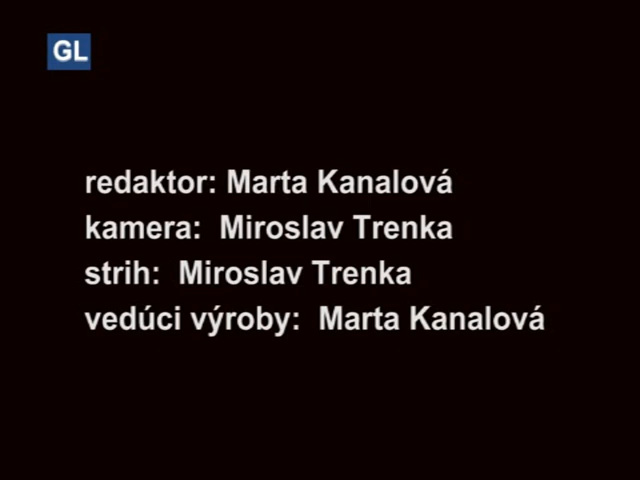 GL
redaktor: Marta Kanalová
kamera: Miroslav Trenka
strih: Miroslav Trenka
vedúci výroby: Marta Kanalová